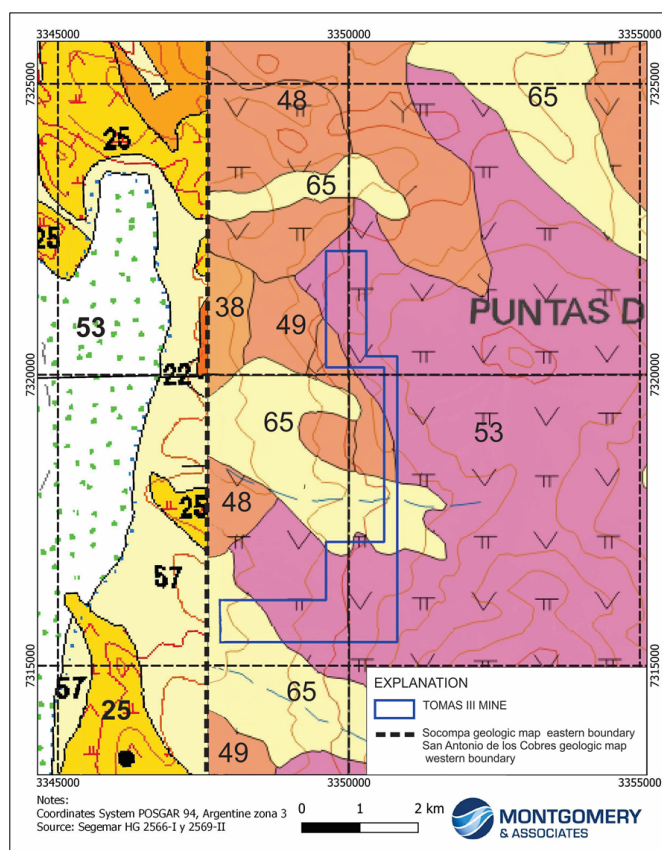 3345000 3350000 3355000
7325000 7325000
48
65
25
65
25
53
38
49
PUNTAS D
7320000 7320000
22
65
53
48
25
57
7315000 7315000
57
25
65
49
EXPLANATION
TOMAS III MINE
Socompa geologic map eastern boundary
San Antonio de los Cobres geologic map
western boundary
3345000 3350000 3355000
Notes:
Coordinates System POSGAR 94, Argentine zona 3
Source: Segemar HG 2566-I y 2569-II
0 1 2 km
MONTGOMERY
& ASSOCIATES